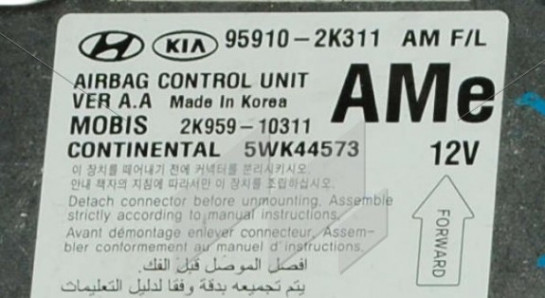 HYUNDAI KIA 95910-2K311 AM F/L
AIRBAG CONTROL UNIT
VER A.A Made In Korea
AMe
MOBIS 2K959-10311
CONTINENTAL 5WK44573
12V
이 장치를 떼어내기 전에 커넥터를 분리시키시오.
안내 책자의 지침에 따라서만 이 장치를 조립하십시오.
Detach connector before unmounting. Assemble
strictly according to manual instructions.
Avant démontage enlever connecteur, Assem-
bler conformement au manuel d'instructions.
افصل الموصل قبل الفك.
يتم تجميعه بدقة وفقا لدليل التعليمات
FORWARD